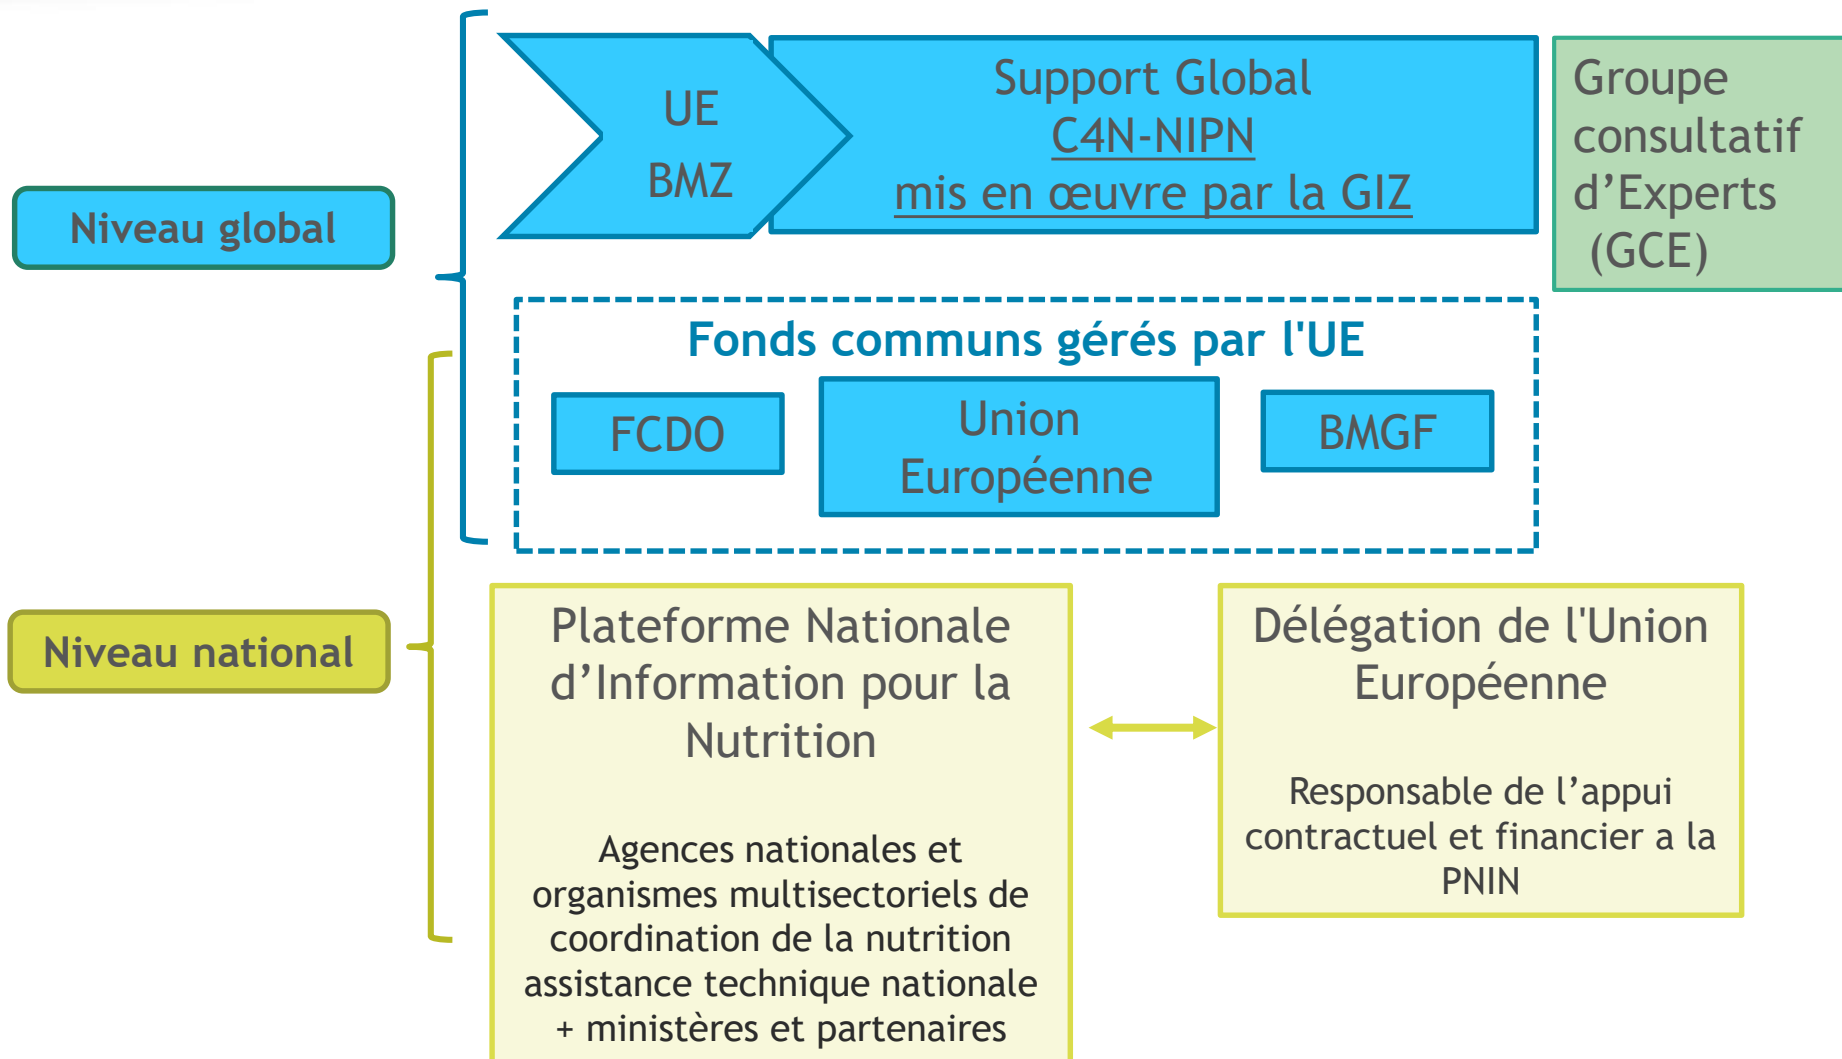 Niveau global
UE
BMZ
Support Global
C4N-NIPN
mis en œuvre par la GIZ
Groupe
consultatif
d’Experts
(GCE)
Fonds communs gérés par l'UE
FCDO
Union
Européenne
BMGF
Niveau national
Plateforme Nationale
d’Information pour la
Nutrition
Agences nationales et
organismes multisectoriels de
coordination de la nutrition
assistance technique nationale
+ ministères et partenaires
Délégation de l'Union
Européenne
Responsable de l’appui
contractuel et financier a la
PNIN